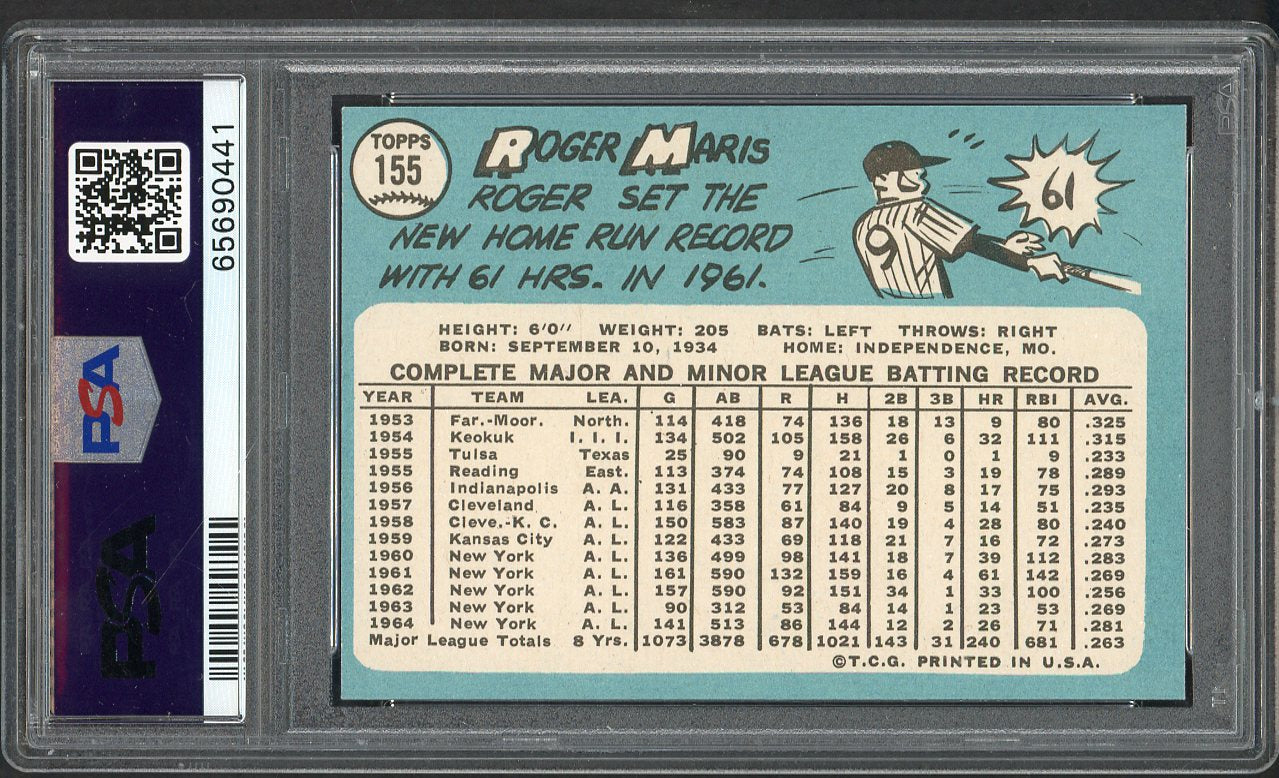 65690441
PSA
PSA
PSA
TOPPS
155
ROGER MARIS
ROGER SET THE
NEW HOME RUN RECORD
WITH 61 HRS. IN 1961.
61
9
HEIGHT: 6'0" WEIGHT: 205 BATS: LEFT THROWS: RIGHT
BORN: SEPTEMBER 10, 1934 HOME: INDEPENDENCE, MO.
COMPLETE MAJOR AND MINOR LEAGUE BATTING RECORD
YEAR TEAM LEA. G AB R H 2B 3B HR RBI AVG.
1953 Far.-Moor. North. 114 418 74 136 18 13 9 80 .325
1954 Keokuk I. I. I. 134 502 105 158 26 6 32 111 .315
1955 Tulsa Texas 25 90 9 21 1 0 1 9 .233
1955 Reading East. 113 374 74 108 15 3 19 78 .289
1956 Indianapolis A. A. 131 433 77 127 20 8 17 75 .293
1957 Cleveland A. L. 116 358 61 84 9 5 14 51 .235
1958 Cleve.-K. C. A. L. 150 583 87 140 19 4 28 80 .240
1959 Kansas City A. L. 122 433 69 118 21 7 16 72 .273
1960 New York A. L. 136 499 98 141 18 7 39 112 .283
1961 New York A. L. 161 590 132 159 16 4 61 142 .269
1962 New York A. L. 157 590 92 151 34 1 33 100 .256
1963 New York A. L. 90 312 53 84 14 1 23 53 .269
1964 New York A. L. 141 513 86 144 12 2 26 71 .281
Major League Totals 8 Yrs. 1073 3878 678 1021 143 31 240 681 .263
©T.C.G. PRINTED IN U.S.A.